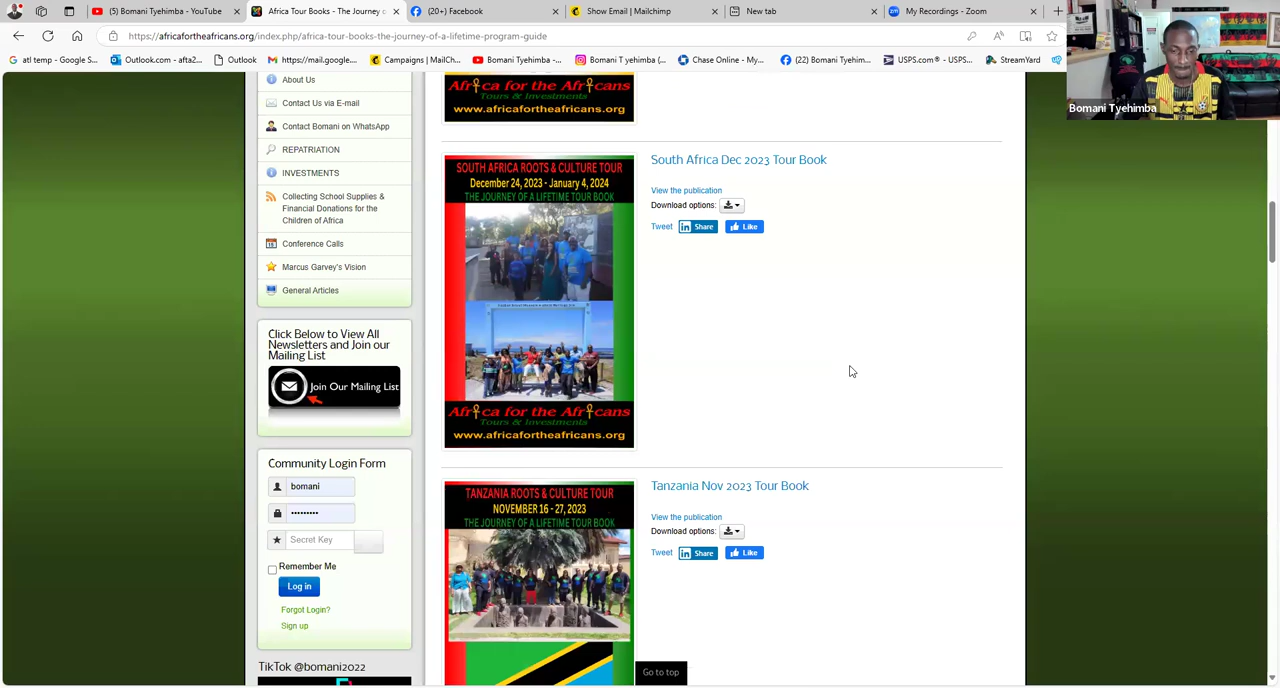 (5) Bomani Tyehimba - YouTube
Africa Tour Books - The Journey o
(20+) Facebook
Show Email | Mailchimp
New tab
My Recordings - Zoom
https://africafortheafricans.org/index.php/africa-tour-books-the-journey-of-a-lifetime-program-guide
atl temp - Google S...
Outlook.com - afta2...
Outlook
https://mail.google....
Campaigns | MailCh...
Bomani Tyehimba -...
Bomani T yehimba (...
Chase Online - My...
(22) Bomani Tyehim...
USPS.com® - USPS...
StreamYard
Bomani Tyehimba
About Us
Contact Us via E-mail
Contact Bomani on WhatsApp
REPATRIATION
INVESTMENTS
Collecting School Supplies &
Financial Donations for the
Children of Africa
Conference Calls
Marcus Garvey's Vision
General Articles
Click Below to View All
Newsletters and Join our
Mailing List
Join Our Mailing List
Community Login Form
bomani
Secret Key
Remember Me
Log in
Forgot Login?
Sign up
TikTok @bomani2022
Africa for the Africans
Tours & Investments
www.africafortheafricans.org
SOUTH AFRICA ROOTS & CULTURE TOUR
December 24, 2023 - January 4, 2024
THE JOURNEY OF A LIFETIME TOUR BOOK
Africa for the Africans
Tours & Investments
www.africafortheafricans.org
South Africa Dec 2023 Tour Book
View the publication
Download options:
Tweet
Share
Like
TANZANIA ROOTS & CULTURE TOUR
NOVEMBER 16 - 27, 2023
THE JOURNEY OF A LIFETIME TOUR BOOK
Tanzania Nov 2023 Tour Book
View the publication
Download options:
Tweet
Share
Like
Go to top